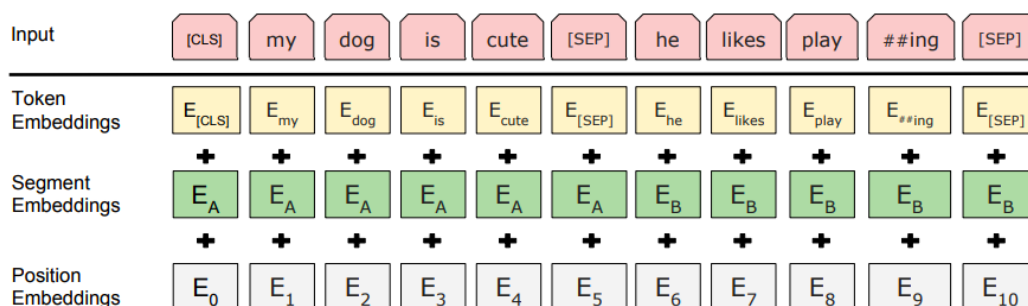 Input [CLS] my dog is cute [SEP] he likes play ##ing [SEP]
Token
Embeddings E[CLS] Emy Edog Eis Ecute E[SEP] Ehe Elikes Eplay E##ing E[SEP]
+ + + + + + + + + + +
Segment
Embeddings EA EA EA EA EA EA EB EB EB EB EB
+ + + + + + + + + + +
Position
Embeddings E0 E1 E2 E3 E4 E5 E6 E7 E8 E9 E10